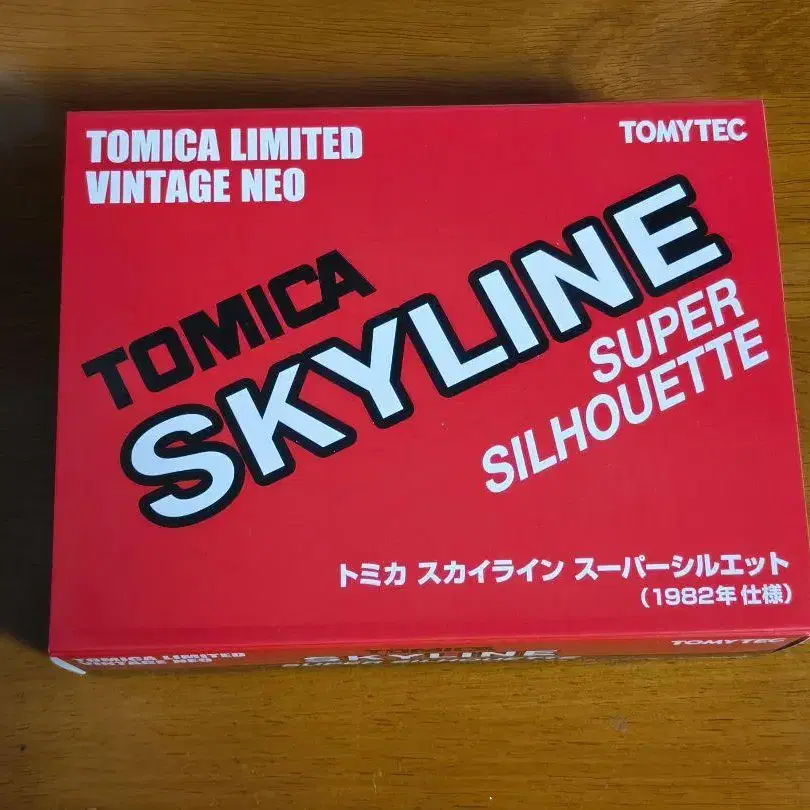 TOMICA LIMITED
VINTAGE NEO
TOMYTEC
TOMICA
SKYLINE
SUPER
SILHOUETTE
トミカ スカイライン スーパーシルエット
(1982年 仕様)
TOMICA LIMITED
VINTAGE NEO
TOMICA
SKYLINE
TOMYTEC